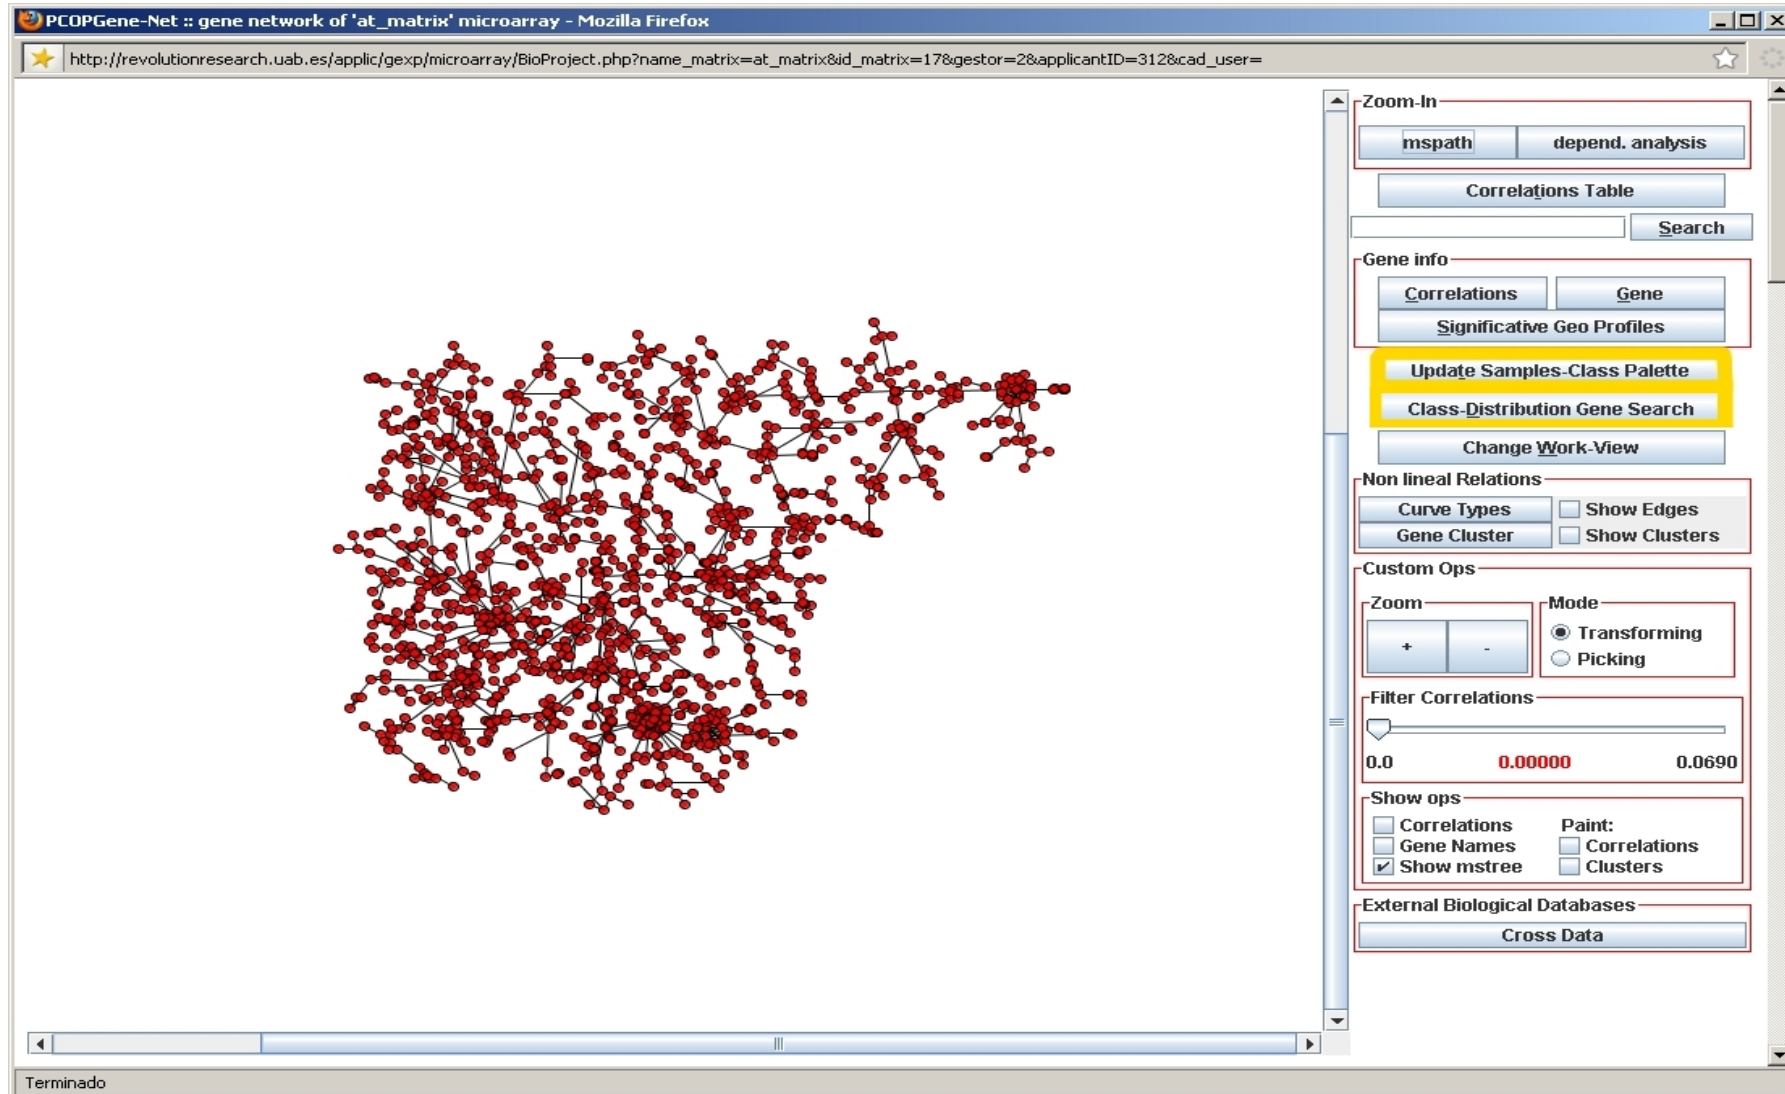 PCOPGene-Net :: gene network of 'at_matrix' microarray - Mozilla Firefox
http://revolutionresearch.uab.es/applic/gexp/microarray/BioProject.php?name_matrix=at_matrix&id_matrix=17&gestor=2&applicantID=312&cad_user=
Zoom-In
mspath depend. analysis
Correlations Table
Search
Gene info
Correlations Gene
Significative Geo Profiles
Update Samples-Class Palette
Class-Distribution Gene Search
Change Work-View
Non lineal Relations
Curve Types Show Edges
Gene Cluster Show Clusters
Custom Ops
Zoom Mode
+ - Transforming
Picking
Filter Correlations
0.0 0.00000 0.0690
Show ops
Correlations Paint:
Gene Names Correlations
Show mstree Clusters
External Biological Databases
Cross Data
Terminado